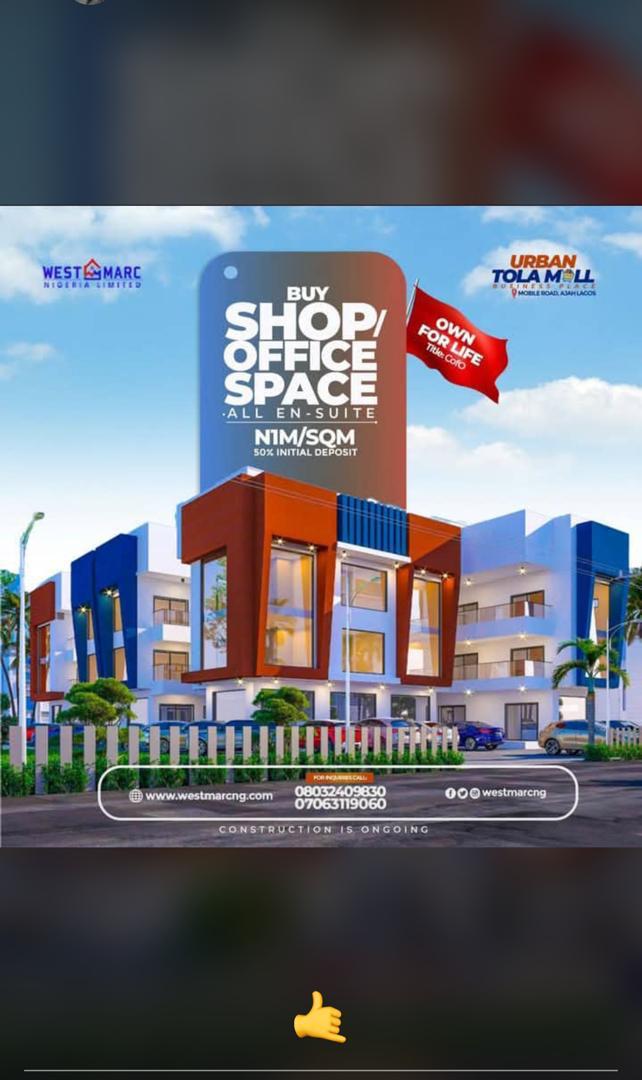 WEST MARC
NIGERIA LIMITED
URBAN
TOLA MALL
BUSINESS PLACE
MOBILE ROAD, AJAH LAGOS
BUY
SHOP/
OFFICE
SPACE
ALL EN-SUITE
N1M/SQM
50% INITIAL DEPOSIT
OWN
FOR LIFE
Title: CofO
FOR INQUIRIES CALL:
www.westmarcng.com
08032409830
07063119060
westmarcng
CONSTRUCTION IS ONGOING